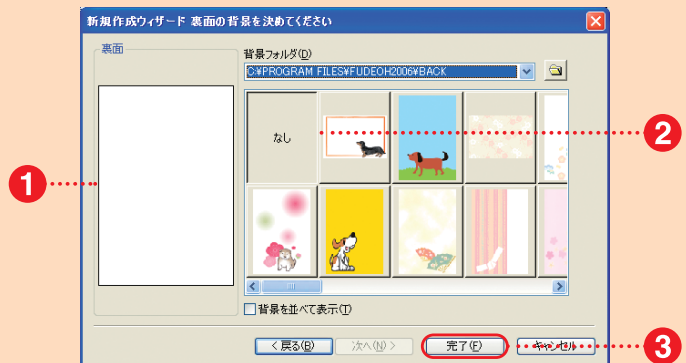 新規作成ウィザード 裏面の背景を決めてください
裏面
背景フォルダ(D)
C:¥PROGRAM FILES¥FUDEOH2006¥BACK
なし
背景を並べて表示(T)
< 戻る(B)
次へ(N) >
完了(F)
キャンセル
1
2
3